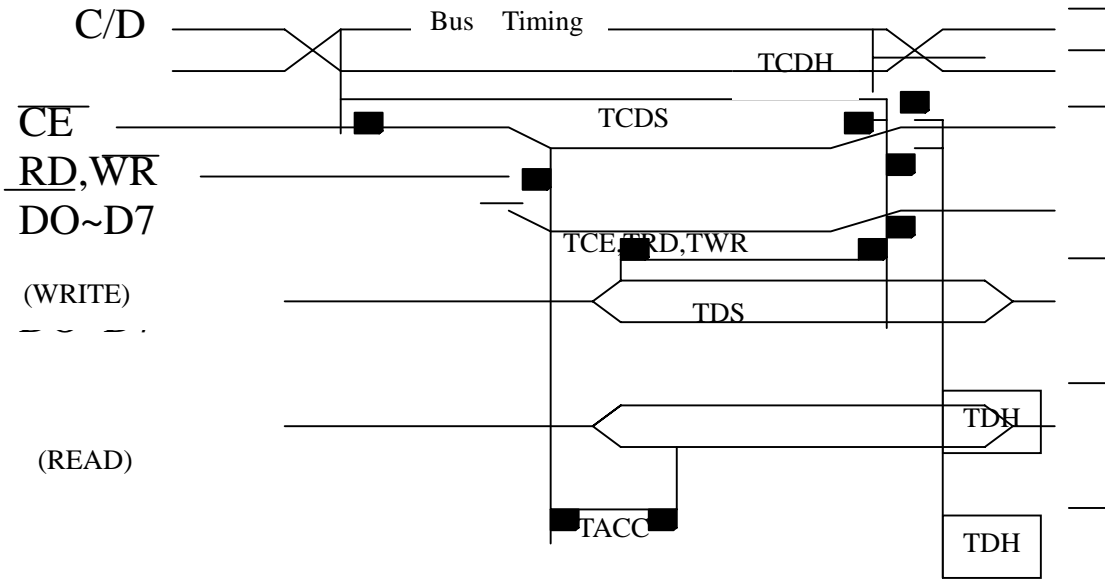 C/D
Bus Timing
TCDH
TCDS
CE
RD,WR
DO~D7
TCE,TRD,TWR
(WRITE)
TDS
TDH
(READ)
TACC
TDH